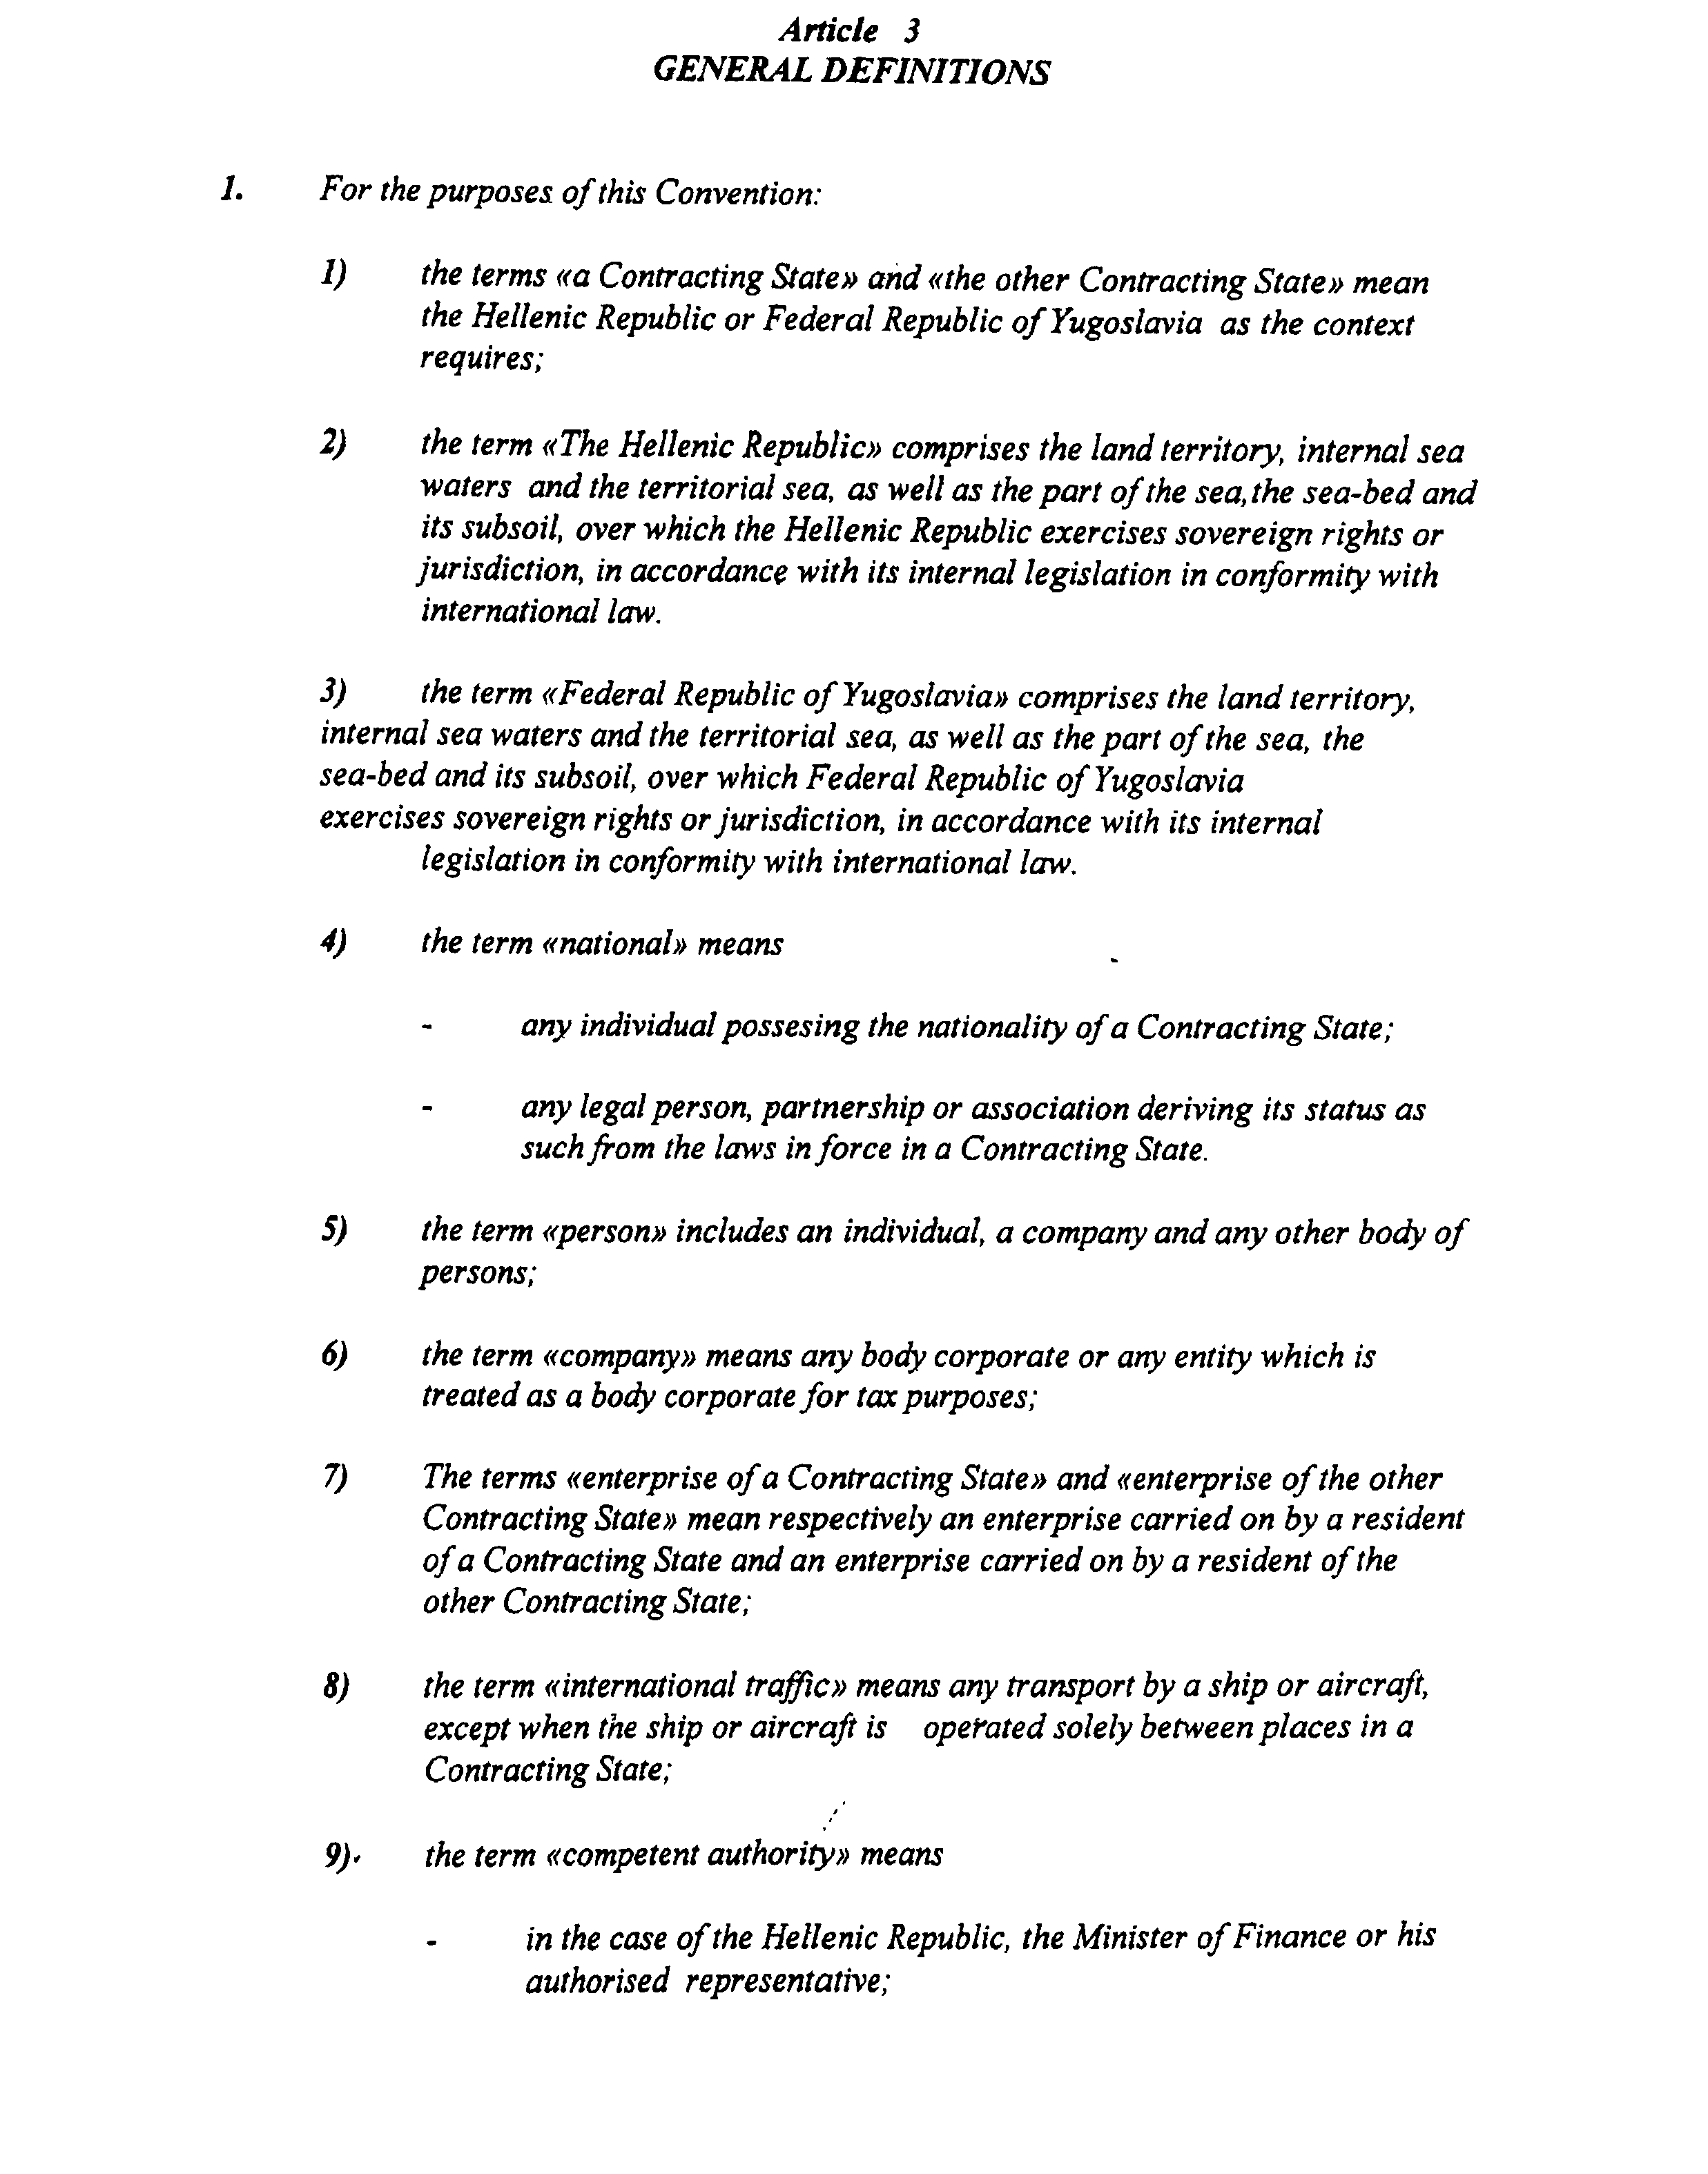 Article 3
GENERAL DEFINITIONS
1. For the purposes of this Convention:
1) the terms «a Contracting State» and «the other Contracting State» mean
the Hellenic Republic or Federal Republic of Yugoslavia as the context
requires;
2) the term «The Hellenic Republic» comprises the land territory, internal sea
waters and the territorial sea, as well as the part of the sea, the sea-bed and
its subsoil, over which the Hellenic Republic exercises sovereign rights or
jurisdiction, in accordance with its internal legislation in conformity with
international law.
3) the term «Federal Republic of Yugoslavia» comprises the land territory,
internal sea waters and the territorial sea, as well as the part of the sea, the
sea-bed and its subsoil, over which Federal Republic of Yugoslavia
exercises sovereign rights or jurisdiction, in accordance with its internal
legislation in conformity with international law.
4) the term «national» means
- any individual possesing the nationality of a Contracting State;
- any legal person, partnership or association deriving its status as
such from the laws in force in a Contracting State.
5) the term «person» includes an individual, a company and any other body of
persons;
6) the term «company» means any body corporate or any entity which is
treated as a body corporate for tax purposes;
7) The terms «enterprise of a Contracting State» and «enterprise of the other
Contracting State» mean respectively an enterprise carried on by a resident
of a Contracting State and an enterprise carried on by a resident of the
other Contracting State;
8) the term «international traffic» means any transport by a ship or aircraft,
except when the ship or aircraft is operated solely between places in a
Contracting State;
9) the term «competent authority» means
- in the case of the Hellenic Republic, the Minister of Finance or his
authorised representative;